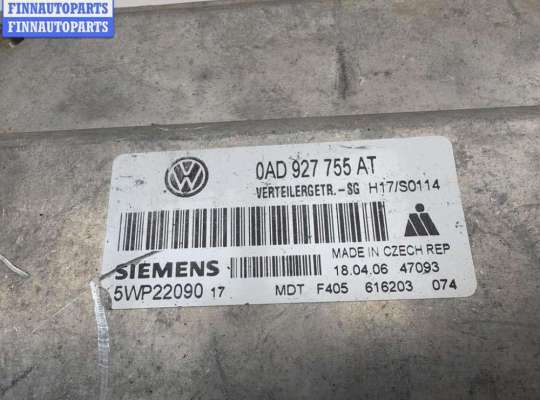 FINNAUTOPARTS
FINNAUTOPARTS
VW 0AD 927 755 AT
VERTEILERGETR.-SG H17/S0114
MADE IN CZECH REP
SIEMENS 18.04.06 47093
5WP22090 17 MDT F405 616203 074